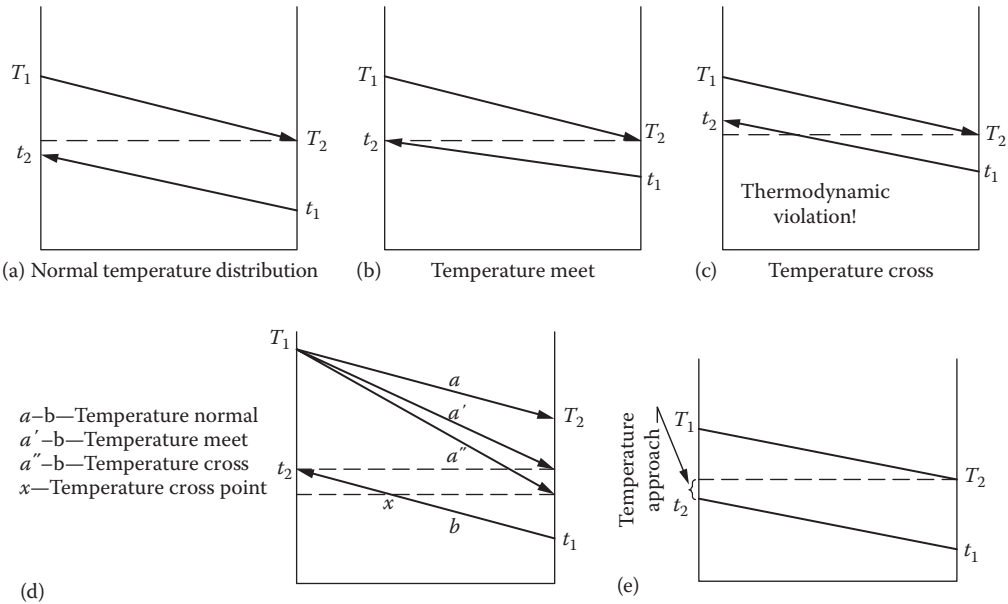 T₁
t₂
T₂
t₁
(a) Normal temperature distribution
T₁
t₂
T₂
t₁
(b) Temperature meet
T₁
t₂
T₂
t₁
Thermodynamic
violation!
(c) Temperature cross
a–b—Temperature normal
a′–b—Temperature meet
a″–b—Temperature cross
x—Temperature cross point
(d)
T₁
a
a′
a″
T₂
t₂
x
b
t₁
Temperature
approach
T₁
t₂
T₂
t₁
(e)